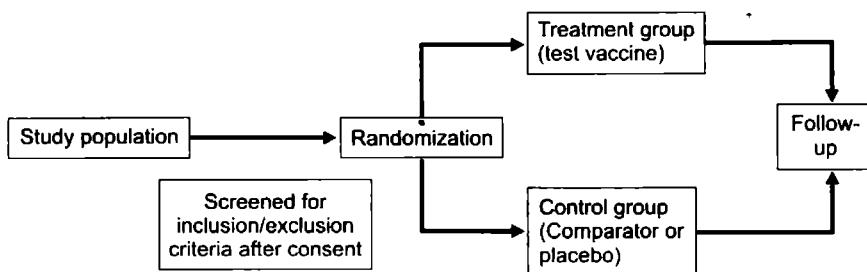 Treatment group
(test vaccine)
Study population
Randomization
Follow-
up
Screened for
inclusion/exclusion
criteria after consent
Control group
(Comparator or
placebo)